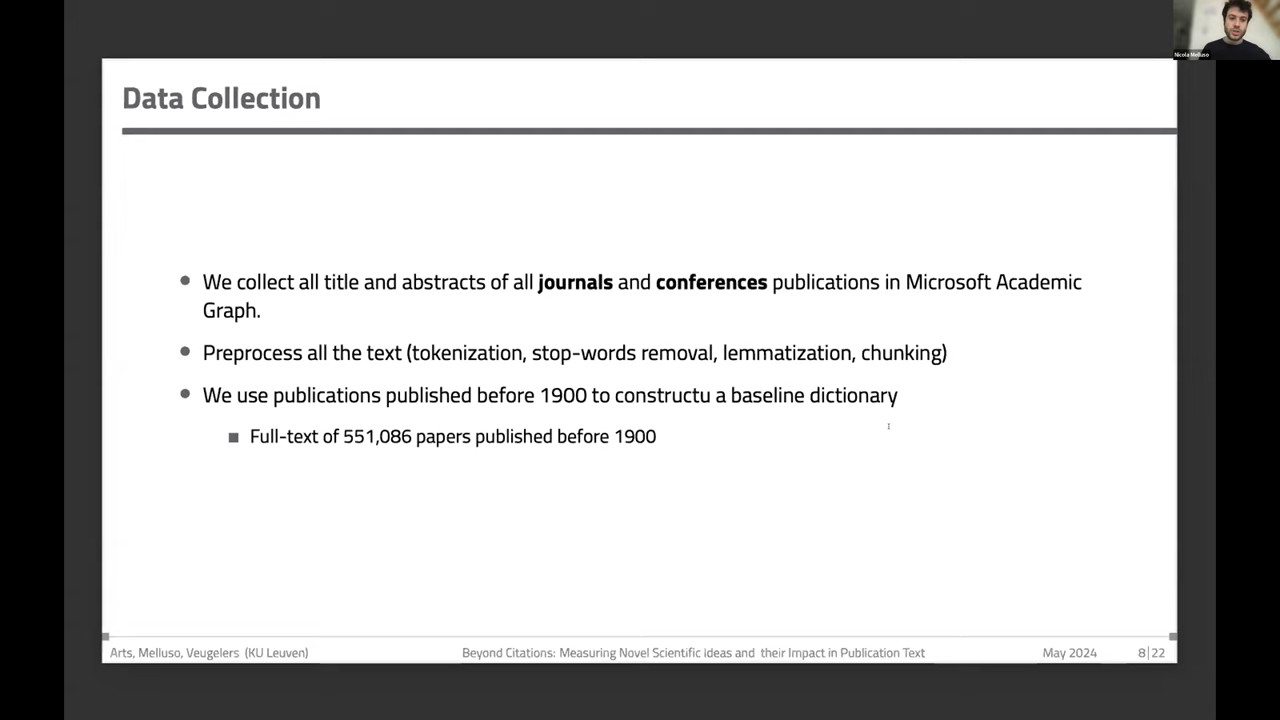 Nicola Melluso
Data Collection
We collect all title and abstracts of all journals and conferences publications in Microsoft Academic
Graph.
Preprocess all the text (tokenization, stop-words removal, lemmatization, chunking)
We use publications published before 1900 to constructu a baseline dictionary
Full-text of 551,086 papers published before 1900
Arts, Melluso, Veugelers (KU Leuven) Beyond Citations: Measuring Novel Scientific ideas and their Impact in Publication Text May 2024 8|22